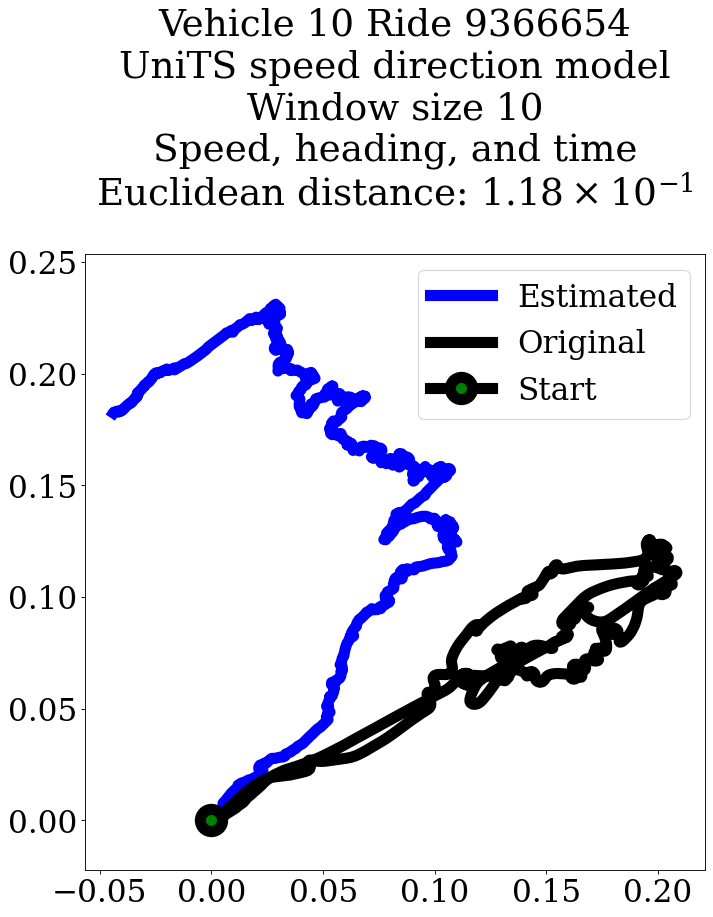 Vehicle 10 Ride 9366654
UniTS speed direction model
Window size 10
Speed, heading, and time
Euclidean distance: 1.18 × 10⁻¹
0.25
0.20
0.15
0.10
0.05
0.00
Estimated
Original
Start
−0.05 0.00 0.05 0.10 0.15 0.20